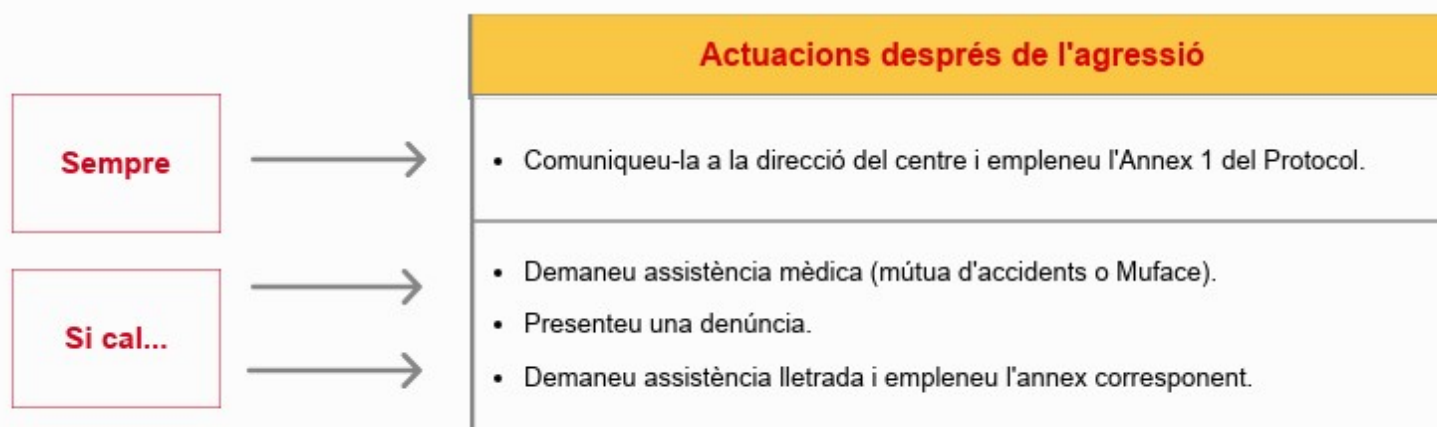 Actuacions després de l'agressió
Sempre
• Comuniqueu-la a la direcció del centre i empleneu l'Annex 1 del Protocol.
Si cal...
• Demaneu assistència mèdica (mútua d'accidents o Muface).
• Presenteu una denúncia.
• Demaneu assistència lletrada i empleneu l'annex corresponent.